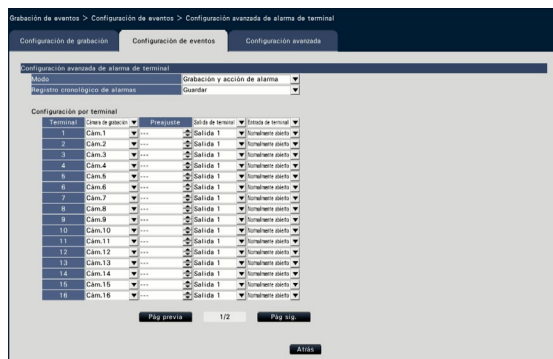 Grabación de eventos > Configuración de eventos > Configuración avanzada de alarma de terminal
Configuración de grabación Configuración de eventos Configuración avanzada
Configuración avanzada de alarma de terminal
Modo Grabación y acción de alarma
Registro cronológico de alarmas Guardar
Configuración por terminal
Terminal Cámara de grabación Preajuste Salida de terminal Entrada de terminal
1 Cám.1 --- Salida 1 Normalmente abierto
2 Cám.2 --- Salida 1 Normalmente abierto
3 Cám.3 --- Salida 1 Normalmente abierto
4 Cám.4 --- Salida 1 Normalmente abierto
5 Cám.5 --- Salida 1 Normalmente abierto
6 Cám.6 --- Salida 1 Normalmente abierto
7 Cám.7 --- Salida 1 Normalmente abierto
8 Cám.8 --- Salida 1 Normalmente abierto
9 Cám.9 --- Salida 1 Normalmente abierto
10 Cám.10 --- Salida 1 Normalmente abierto
11 Cám.11 --- Salida 1 Normalmente abierto
12 Cám.12 --- Salida 1 Normalmente abierto
13 Cám.13 --- Salida 1 Normalmente abierto
14 Cám.14 --- Salida 1 Normalmente abierto
15 Cám.15 --- Salida 1 Normalmente abierto
16 Cám.16 --- Salida 1 Normalmente abierto
Pág previa 1/2 Pág sig.
Atrás